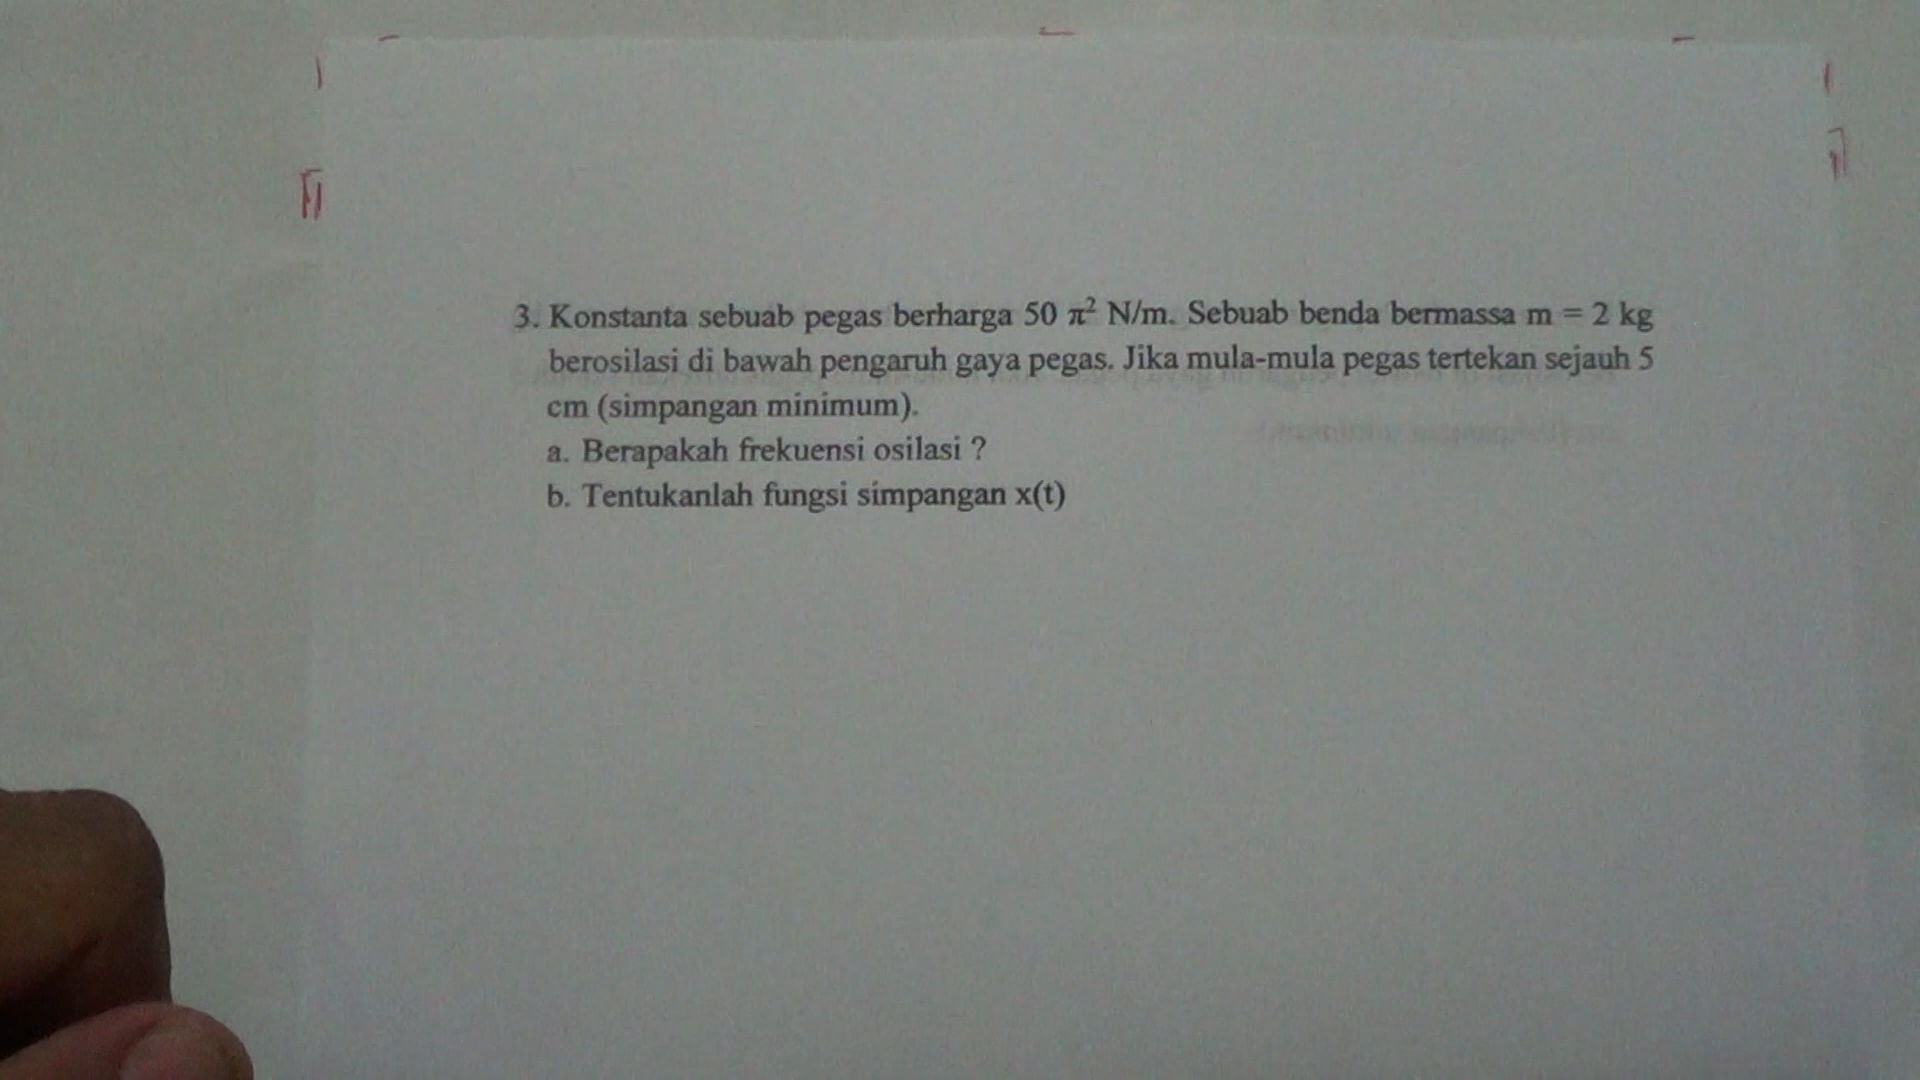 3. Konstanta sebuab pegas berharga 50 π² N/m. Sebuab benda bermassa m = 2 kg
berosilasi di bawah pengaruh gaya pegas. Jika mula-mula pegas tertekan sejauh 5
cm (simpangan minimum).
a. Berapakah frekuensi osilasi ?
b. Tentukanlah fungsi simpangan x(t)